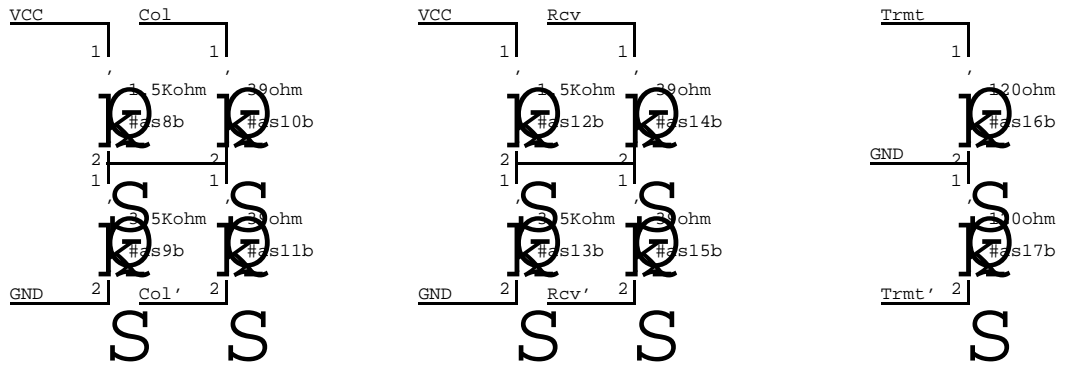 VCC Col VCC Rcv Trmt
1 1 1 1 1
1.5Kohm 39ohm 1.5Kohm 39ohm 120ohm
#as8b #as10b #as12b #as14b #as16b
2 2 2 2 GND 2
1 1 1 1 1
S S S S S
3.5Kohm 39ohm 3.5Kohm 39ohm 120ohm
#as9b #as11b #as13b #as15b #as17b
GND 2 Col' 2 GND 2 Rcv' 2 Trmt' 2
S S S S S